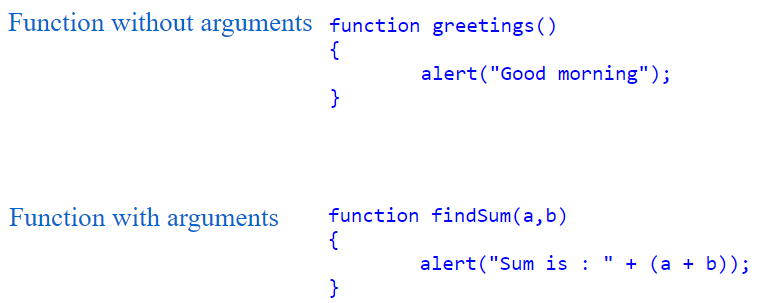 Function without arguments
function greetings()
{
alert("Good morning");
}
Function with arguments
function findSum(a,b)
{
alert("Sum is : " + (a + b));
}